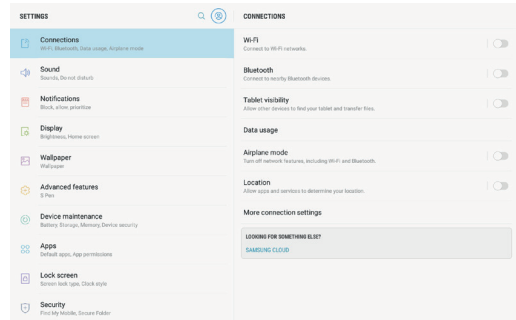 SETTINGS
Connections
Wi-Fi, Bluetooth, Data usage, Airplane mode
Sound
Sounds, Do not disturb
Notifications
Block, allow, prioritize
Display
Brightness, Home screen
Wallpaper
Wallpaper
Advanced features
S Pen
Device maintenance
Battery, Storage, Memory, Device security
Apps
Default apps, App permissions
Lock screen
Screen lock type, Clock style
Security
Find My Mobile, Secure Folder
CONNECTIONS
Wi-Fi
Connect to Wi-Fi networks.
Bluetooth
Connect to nearby Bluetooth devices.
Tablet visibility
Allow other devices to find your tablet and transfer files.
Data usage
Airplane mode
Turn off network features, including Wi-Fi and Bluetooth.
Location
Allow apps and services to determine your location.
More connection settings
LOOKING FOR SOMETHING ELSE?
SAMSUNG CLOUD